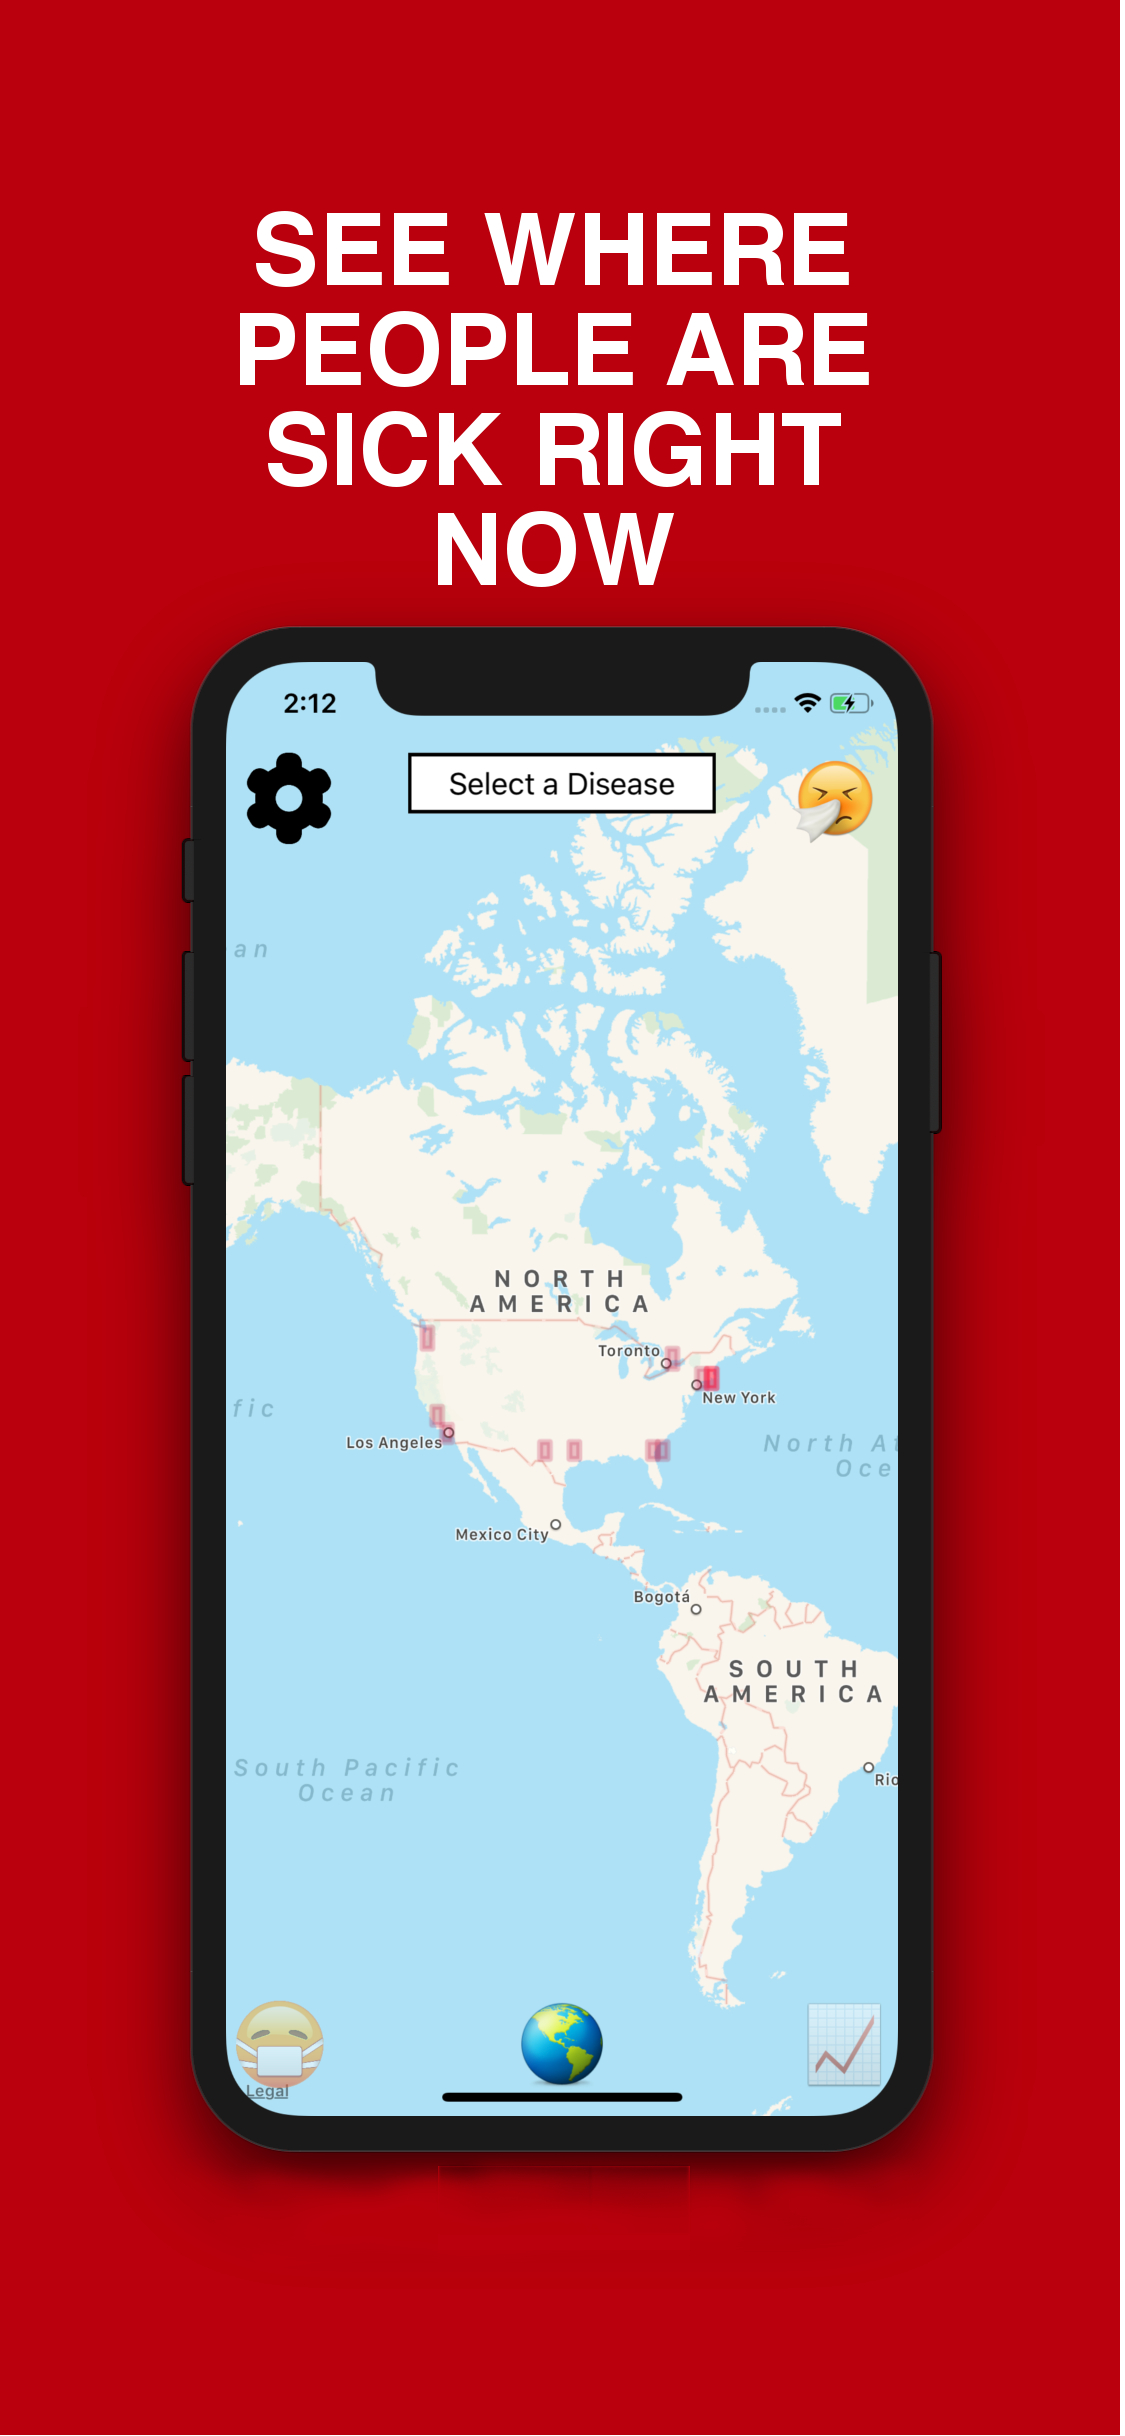 SEE WHERE
PEOPLE ARE
SICK RIGHT
NOW
2:12
Select a Disease
an
NORTH
AMERICA
Toronto
New York
fic
Los Angeles
North At
Oce
Mexico City
Bogotá
SOUTH
AMERICA
South Pacific
Ocean
Rio
Legal